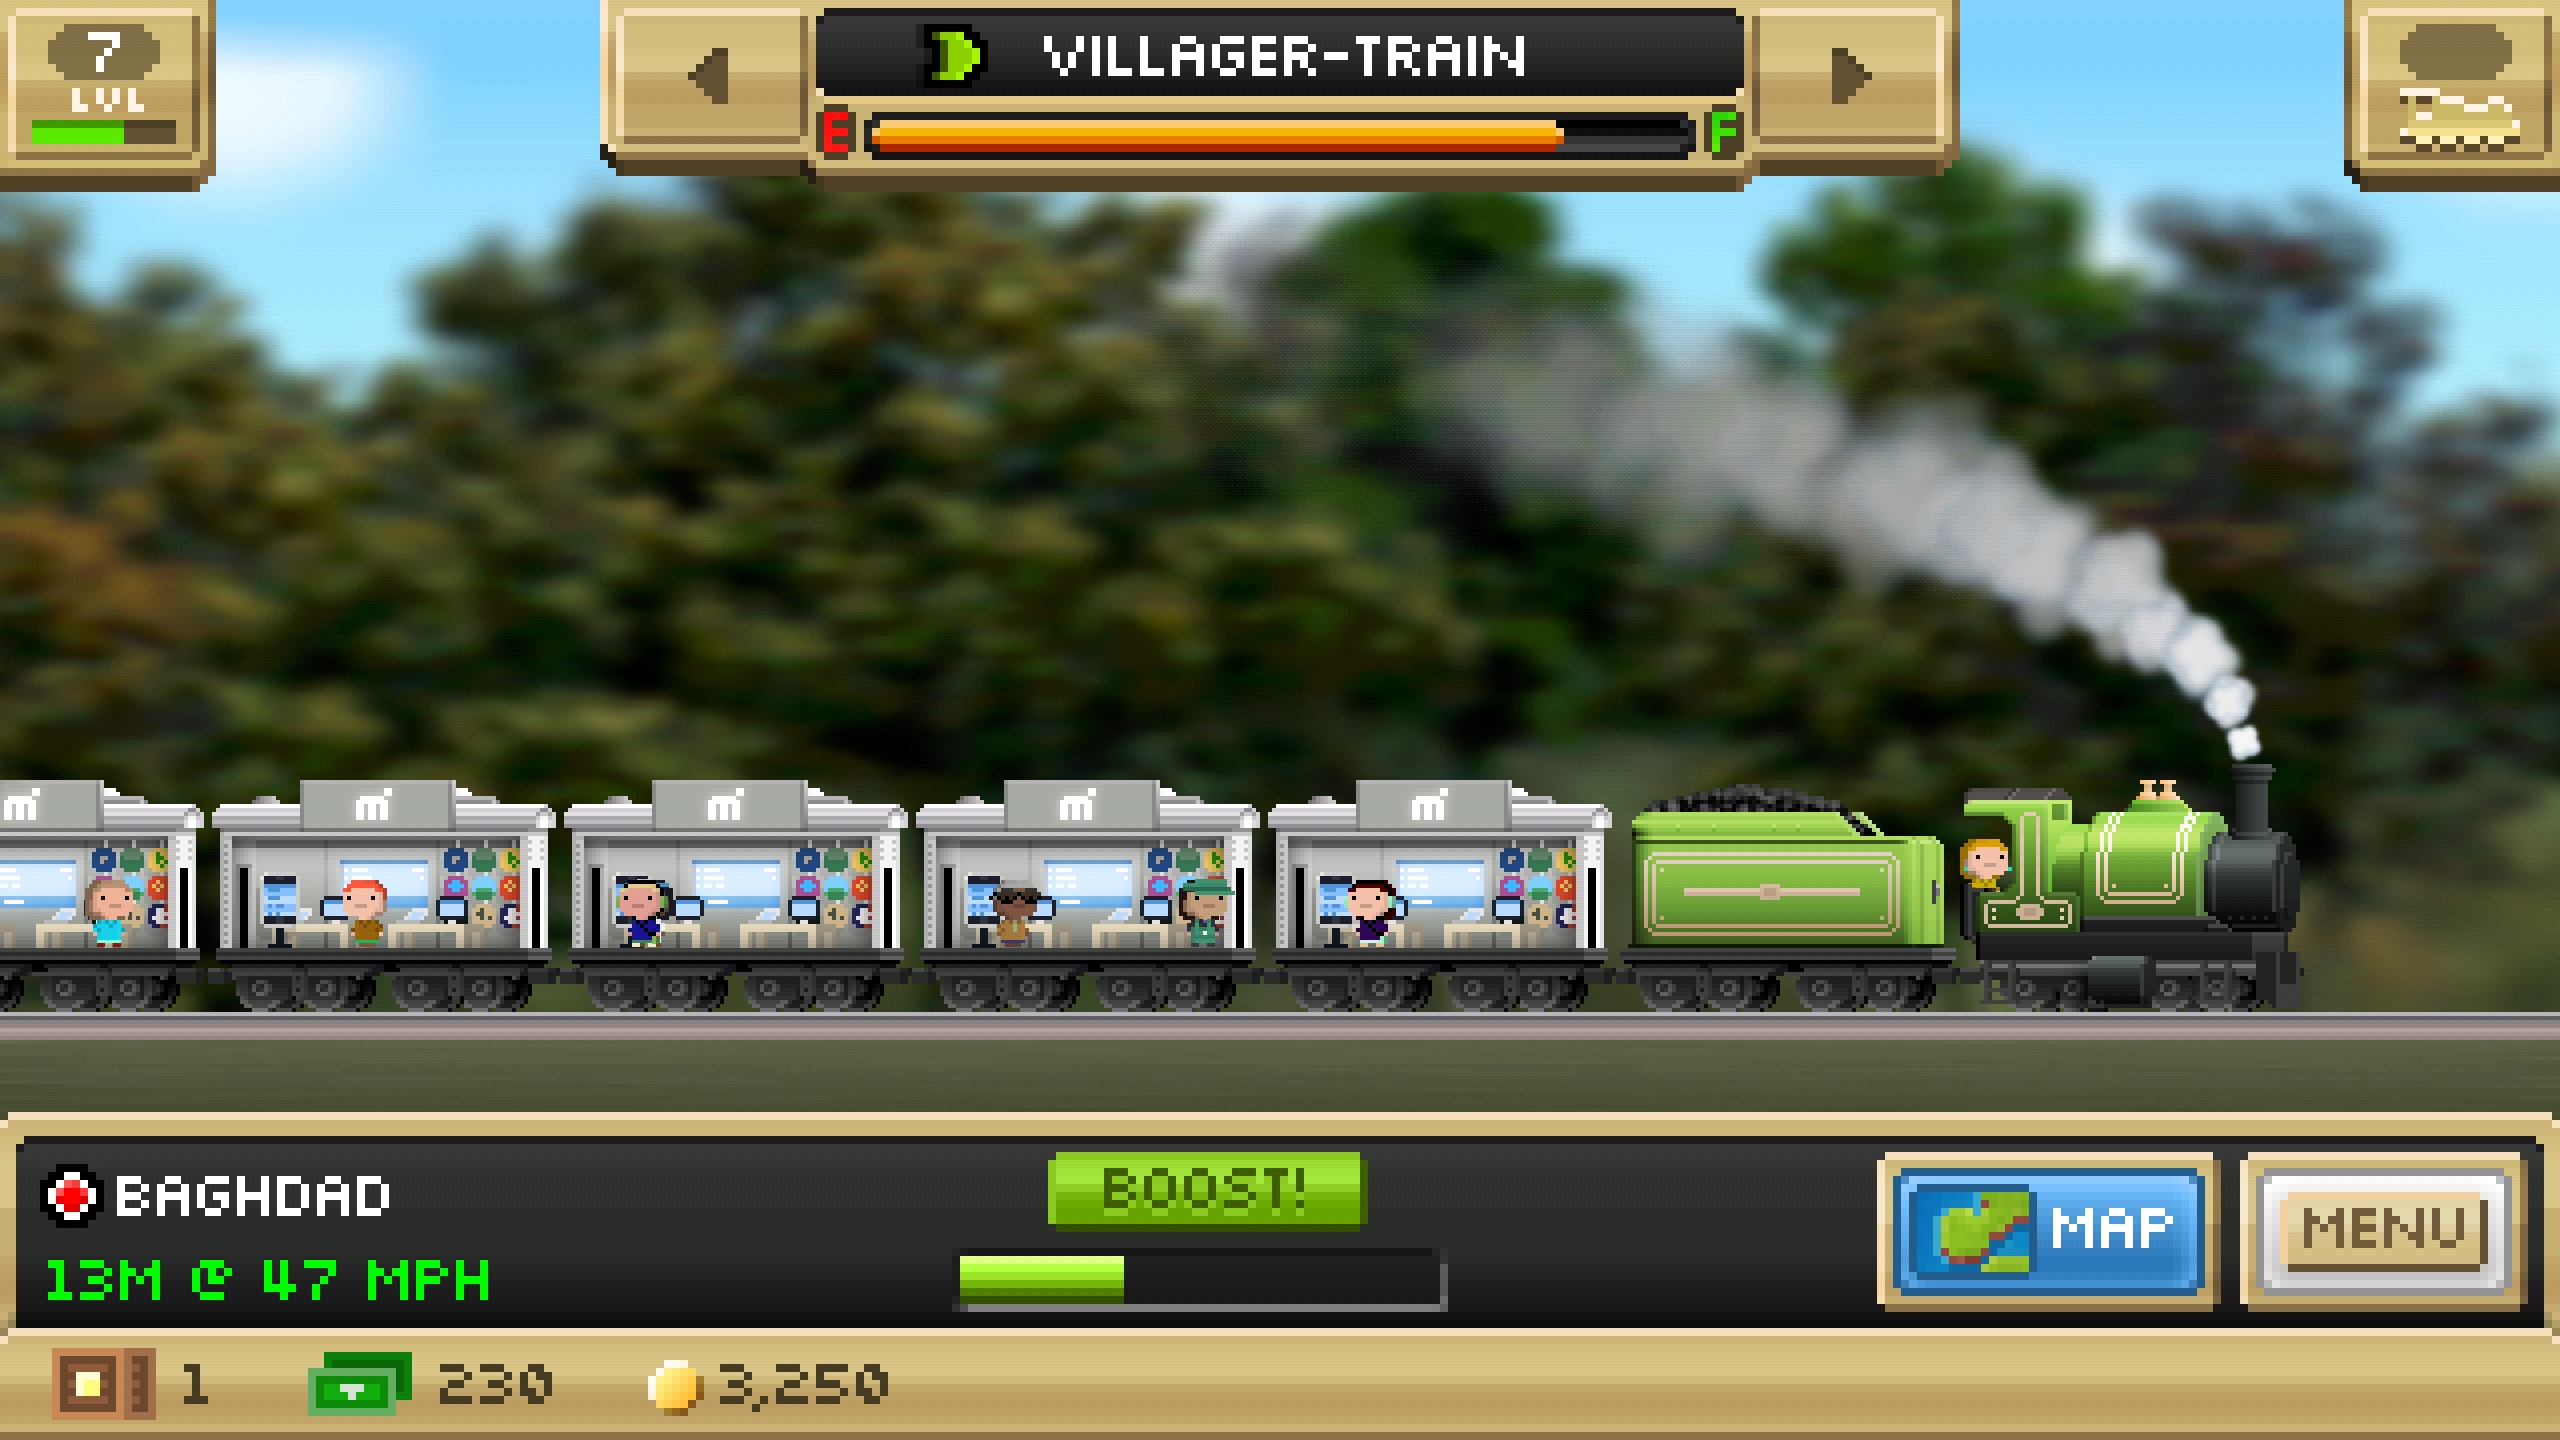 7
LVL
VILLAGER-TRAIN
E F
m
m
m
m
m
BAGHDAD
13M @ 47 MPH
BOOST!
MAP
MENU
1
230
3,250